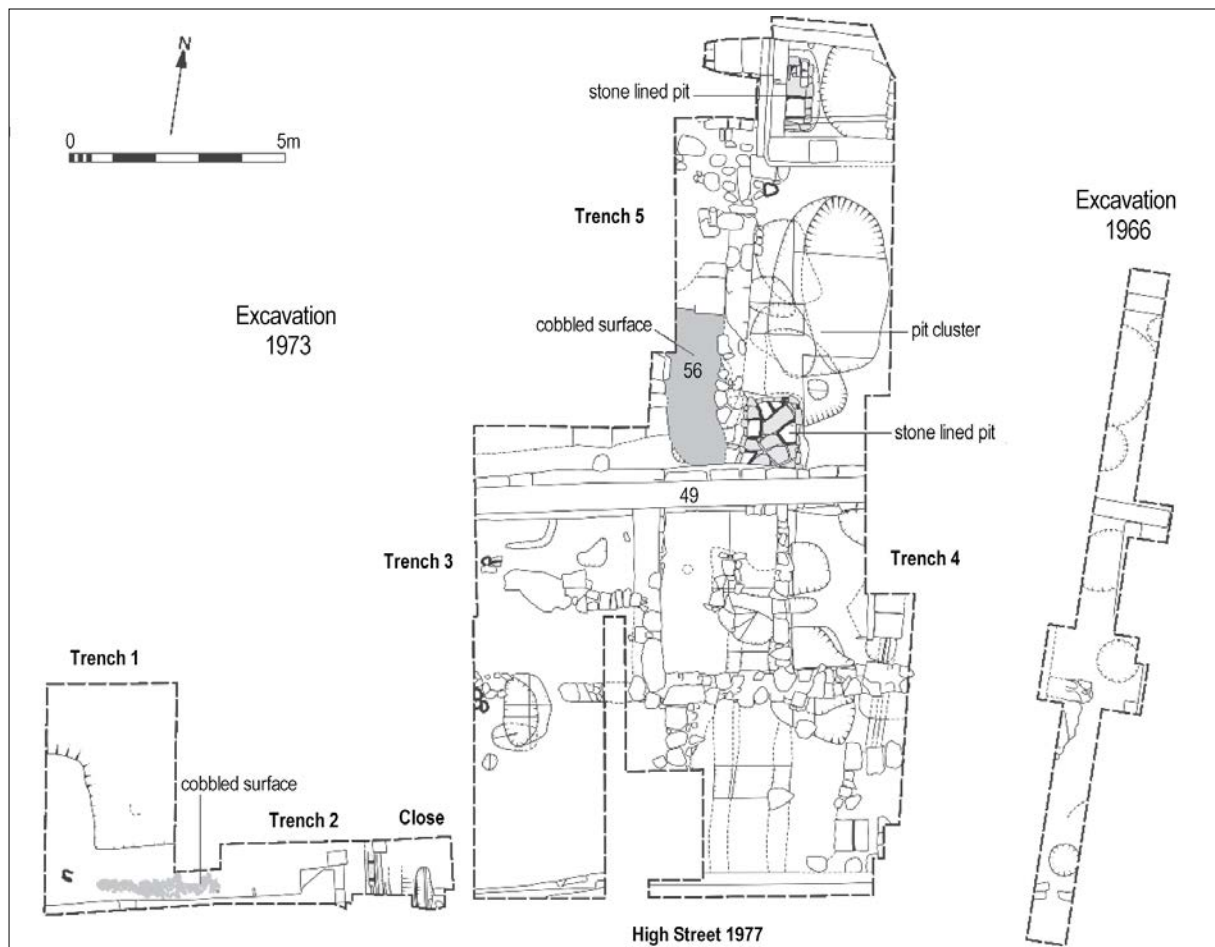 N
0 5m
stone lined pit
Trench 5
Excavation
1966
Excavation
1973
cobbled surface
56
pit cluster
stone lined pit
49
Trench 3
Trench 4
Trench 1
cobbled surface
Trench 2
Close
High Street 1977